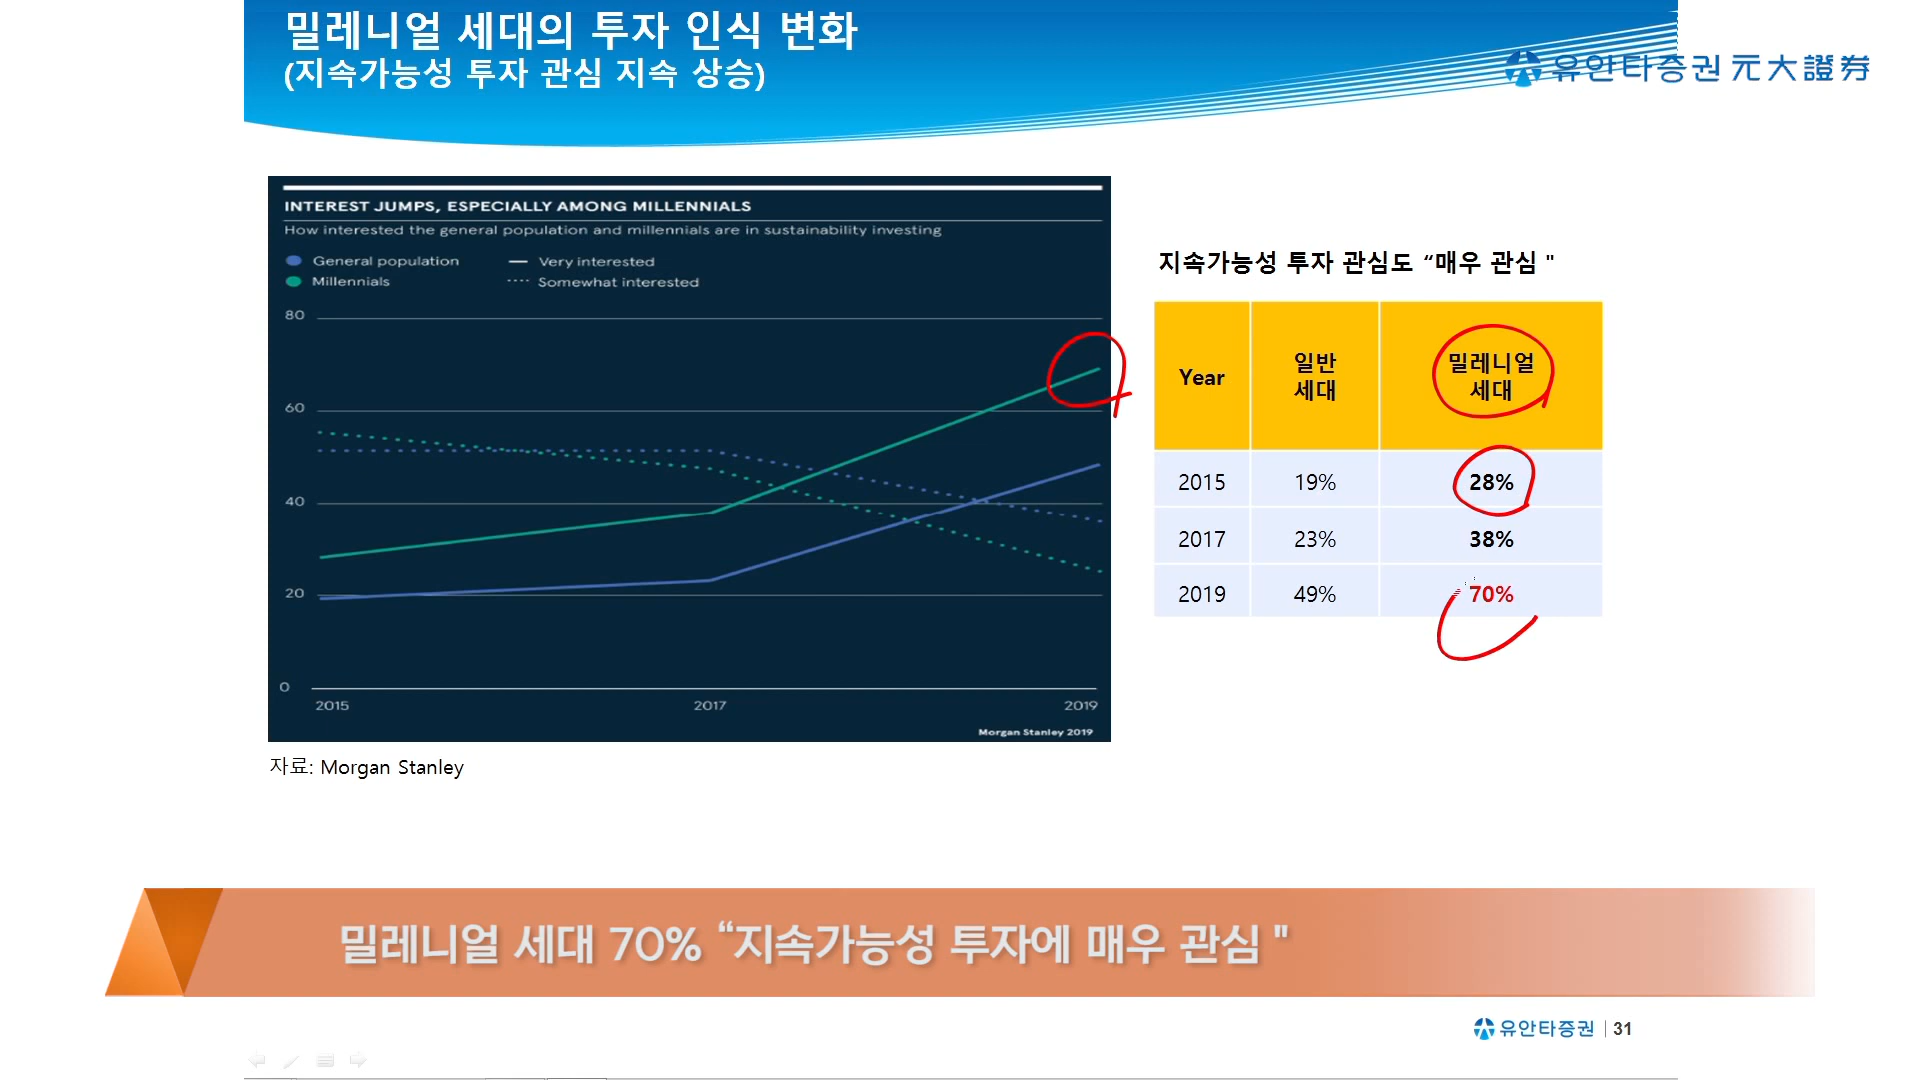 밀레니얼 세대의 투자 인식 변화
(지속가능성 투자 관심 지속 상승)
유안타증권 元大證券
INTEREST JUMPS, ESPECIALLY AMONG MILLENNIALS
How interested the general population and millennials are in sustainability investing
General population
Very interested
Millennials
Somewhat interested
80
60
40
20
0
2015 2017 2019
Morgan Stanley 2019
자료: Morgan Stanley
지속가능성 투자 관심도 “매우 관심 "
Year 일반 세대 밀레니얼 세대
2015 19% 28%
2017 23% 38%
2019 49% 70%
밀레니얼 세대 70% “지속가능성 투자에 매우 관심 "
유안타증권 | 31